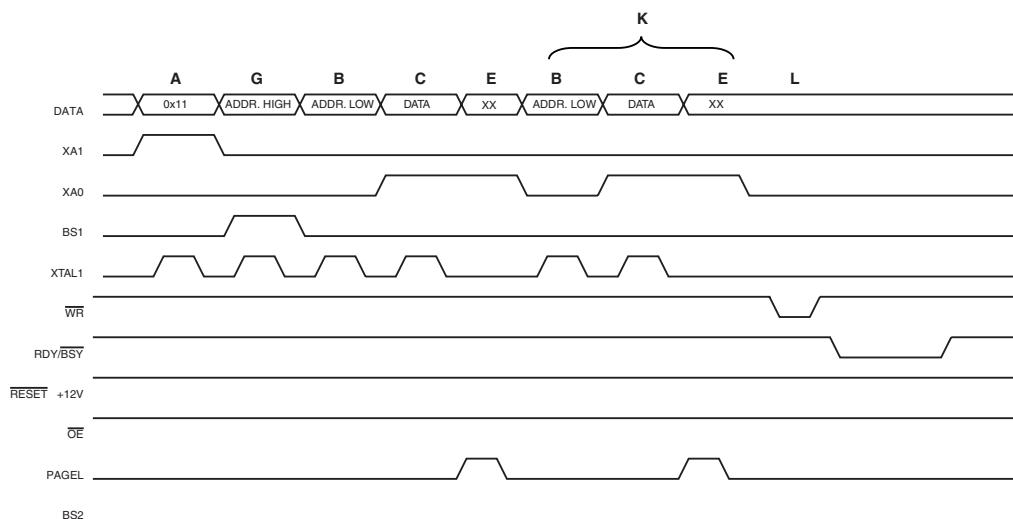 K
A G B C E B C E L
DATA 0x11 ADDR. HIGH ADDR. LOW DATA XX ADDR. LOW DATA XX
XA1
XA0
BS1
XTAL1
WR
RDY/BSY
RESET +12V
OE
PAGEL
BS2